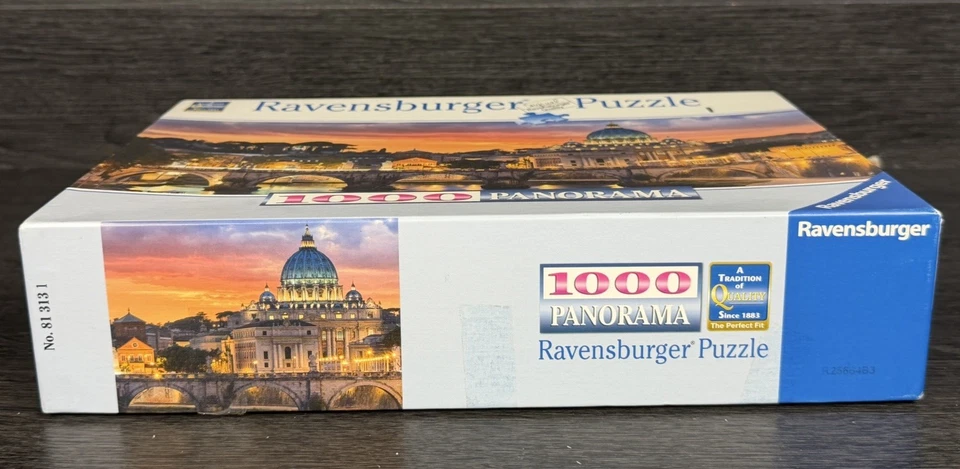 Ravensburger Puzzle
1000 PANORAMA
Ravensburger
Ravensburger
No. 81 313 1
1000
PANORAMA
Ravensburger® Puzzle
A
TRADITION
OF
QUALITY
SINCE 1883
The Perfect Fit